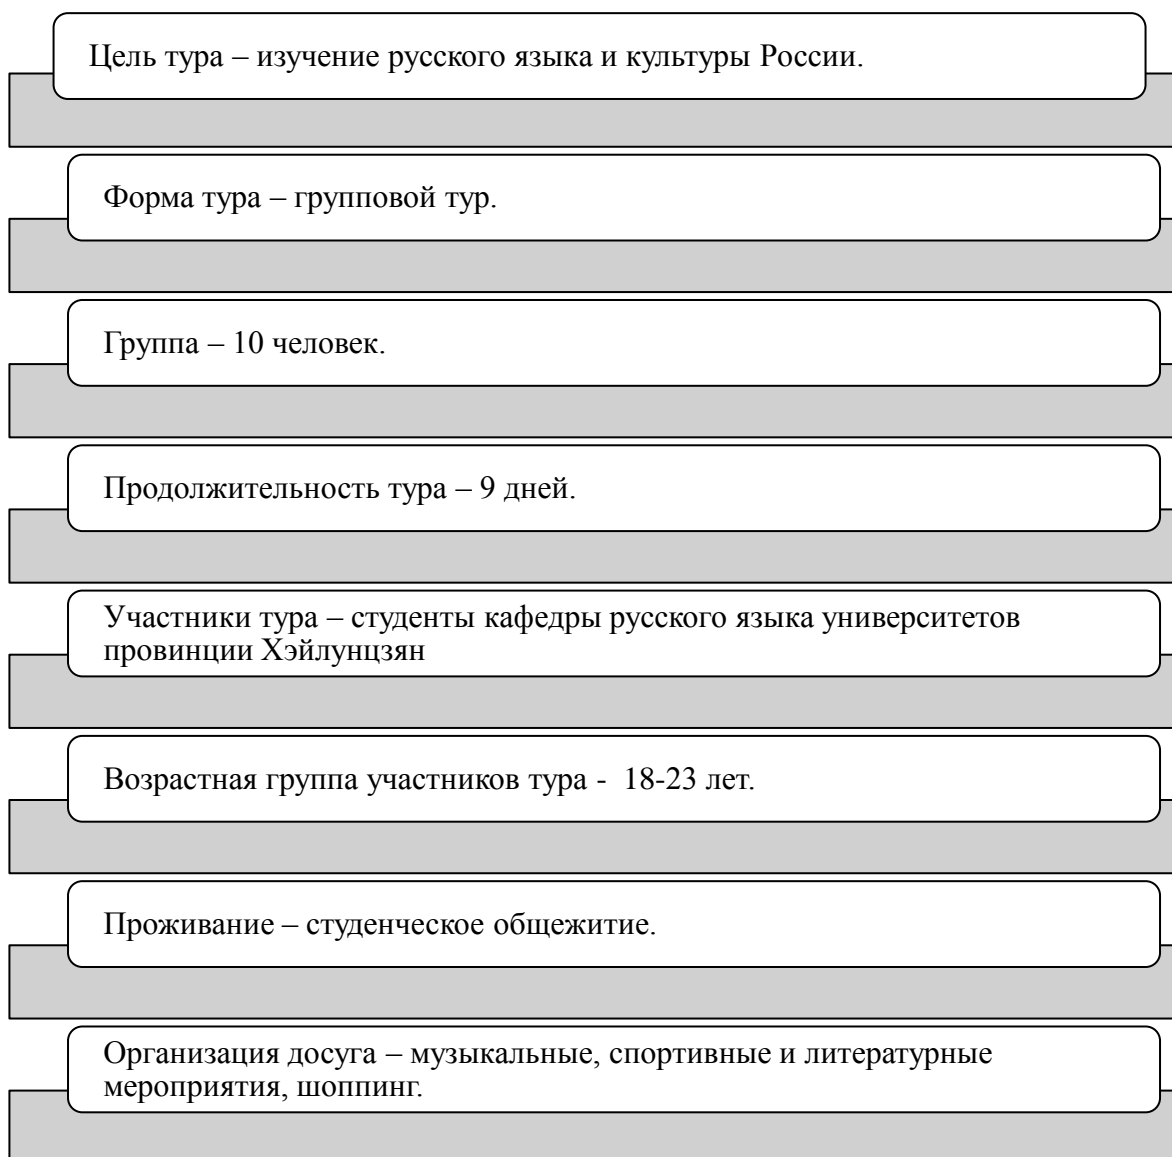 Цель тура – изучение русского языка и культуры России.
Форма тура – групповой тур.
Группа – 10 человек.
Продолжительность тура – 9 дней.
Участники тура – студенты кафедры русского языка университетов
провинции Хэйлунцзян
Возрастная группа участников тура -  18-23 лет.
Проживание – студенческое общежитие.
Организация досуга – музыкальные, спортивные и литературные
мероприятия, шоппинг.